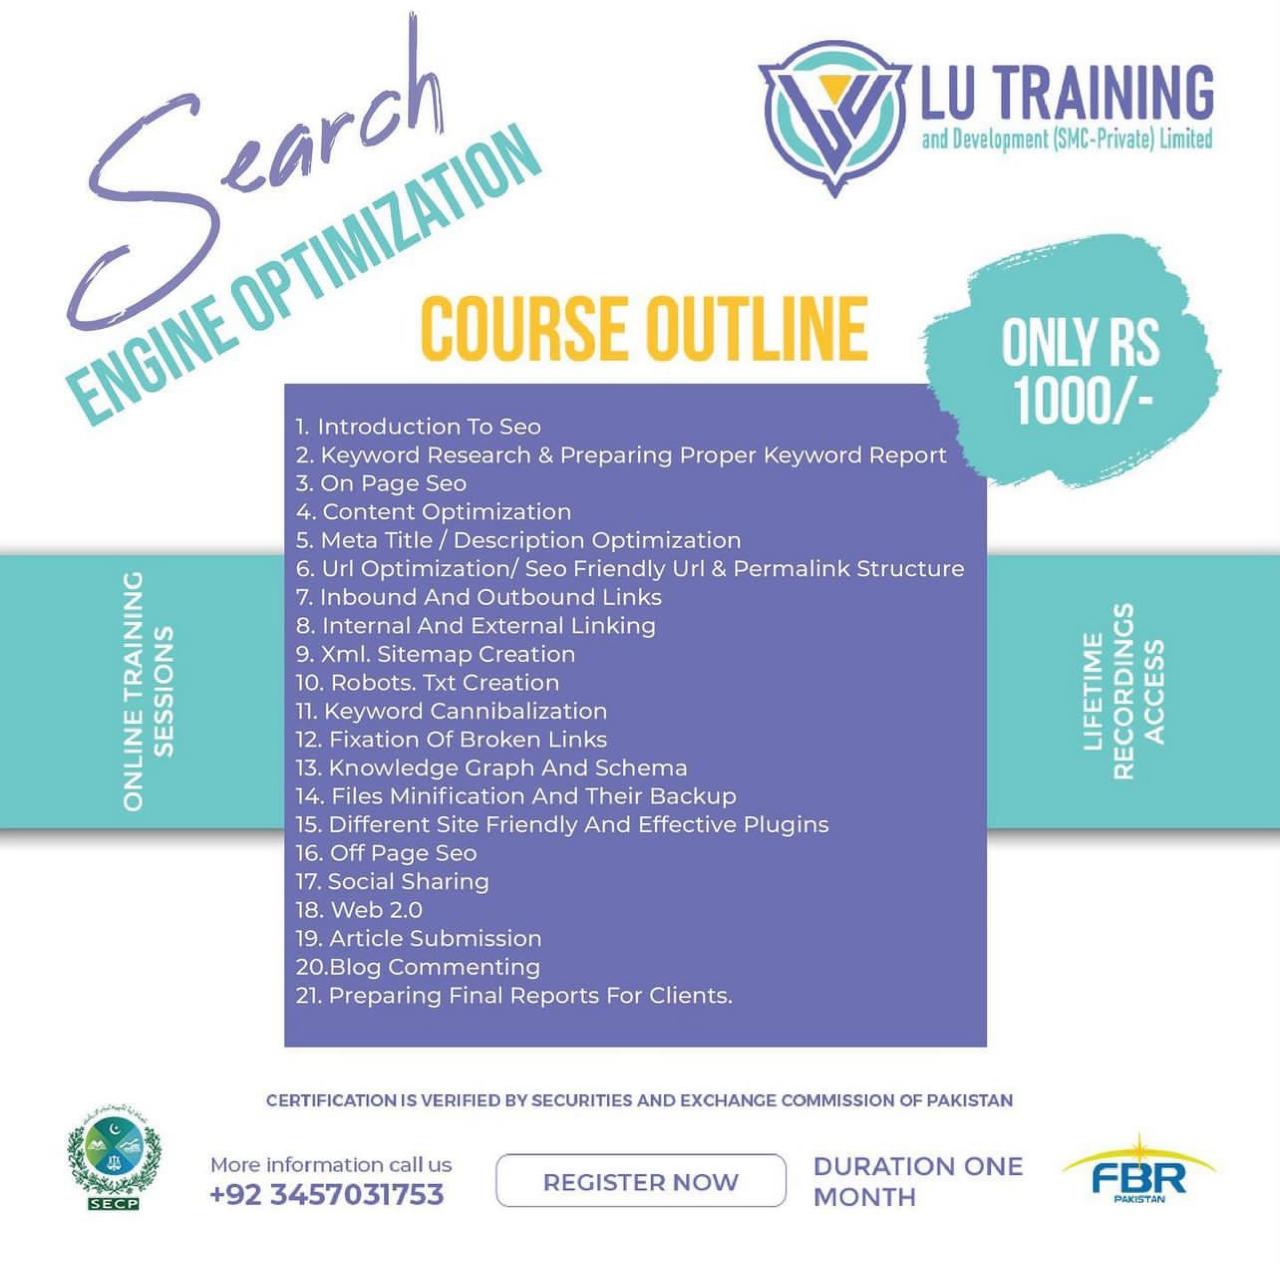 Search
ENGINE OPTIMIZATION
LU TRAINING
and Development (SMC-Private) Limited
COURSE OUTLINE
ONLY RS
1000/-
1. Introduction To Seo
2. Keyword Research & Preparing Proper Keyword Report
3. On Page Seo
4. Content Optimization
5. Meta Title / Description Optimization
6. Url Optimization/ Seo Friendly Url & Permalink Structure
7. Inbound And Outbound Links
8. Internal And External Linking
9. Xml. Sitemap Creation
10. Robots. Txt Creation
11. Keyword Cannibalization
12. Fixation Of Broken Links
13. Knowledge Graph And Schema
14. Files Minification And Their Backup
15. Different Site Friendly And Effective Plugins
16. Off Page Seo
17. Social Sharing
18. Web 2.0
19. Article Submission
20.Blog Commenting
21. Preparing Final Reports For Clients.
ONLINE TRAINING
SESSIONS
LIFETIME
RECORDINGS
ACCESS
CERTIFICATION IS VERIFIED BY SECURITIES AND EXCHANGE COMMISSION OF PAKISTAN
SECP
More information call us
+92 3457031753
REGISTER NOW
DURATION ONE
MONTH
FBR
PAKISTAN